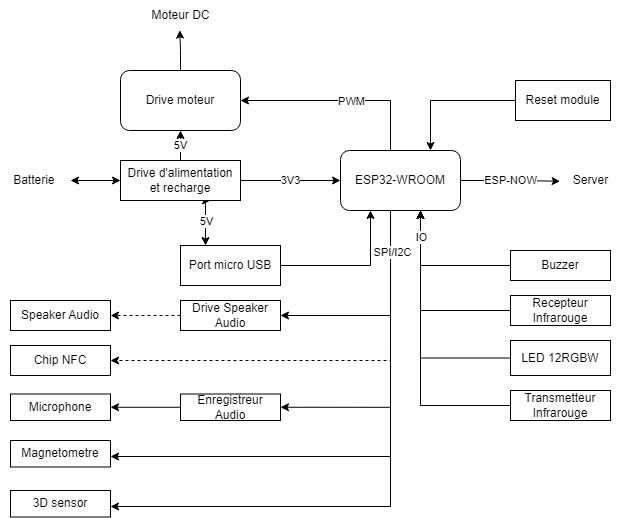 Moteur DC
Drive moteur
PWM
Reset module
5V
Batterie
Drive d'alimentation
et recharge
3V3
ESP32-WROOM
ESP-NOW
Server
5V
IO
SPI/I2C
Port micro USB
Buzzer
Speaker Audio
Drive Speaker
Audio
Recepteur
Infrarouge
Chip NFC
LED 12RGBW
Microphone
Enregistreur
Audio
Transmetteur
Infrarouge
Magnetometre
3D sensor